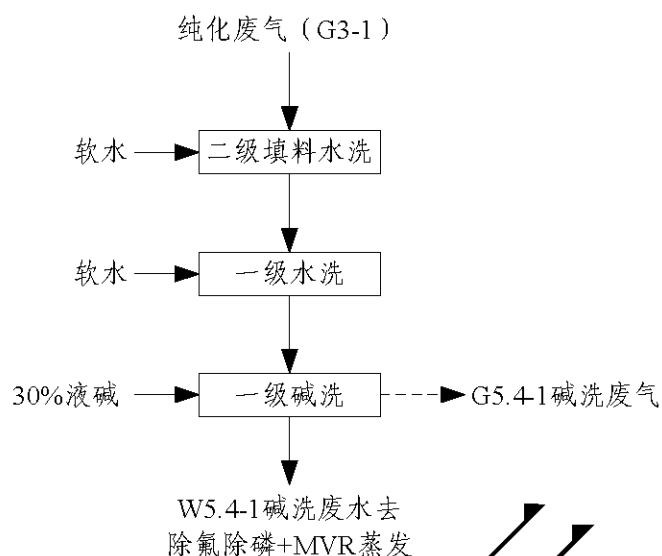 纯化废气（G3-1）
软水
二级填料水洗
软水
一级水洗
30%液碱
一级碱洗
G5.4-1碱洗废气
W5.4-1碱洗废水去
除氟除磷+MVR蒸发